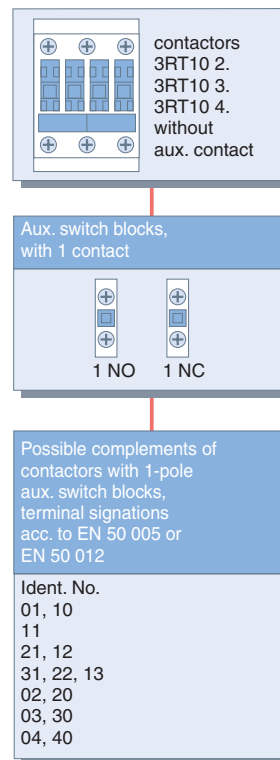 contactors
3RT10 2.
3RT10 3.
3RT10 4.
without
aux. contact
Aux. switch blocks,
with 1 contact
1 NO 1 NC
Possible complements of
contactors with 1-pole
aux. switch blocks,
terminal signations
acc. to EN 50 005 or
EN 50 012
Ident. No.
01, 10
11
21, 12
31, 22, 13
02, 20
03, 30
04, 40